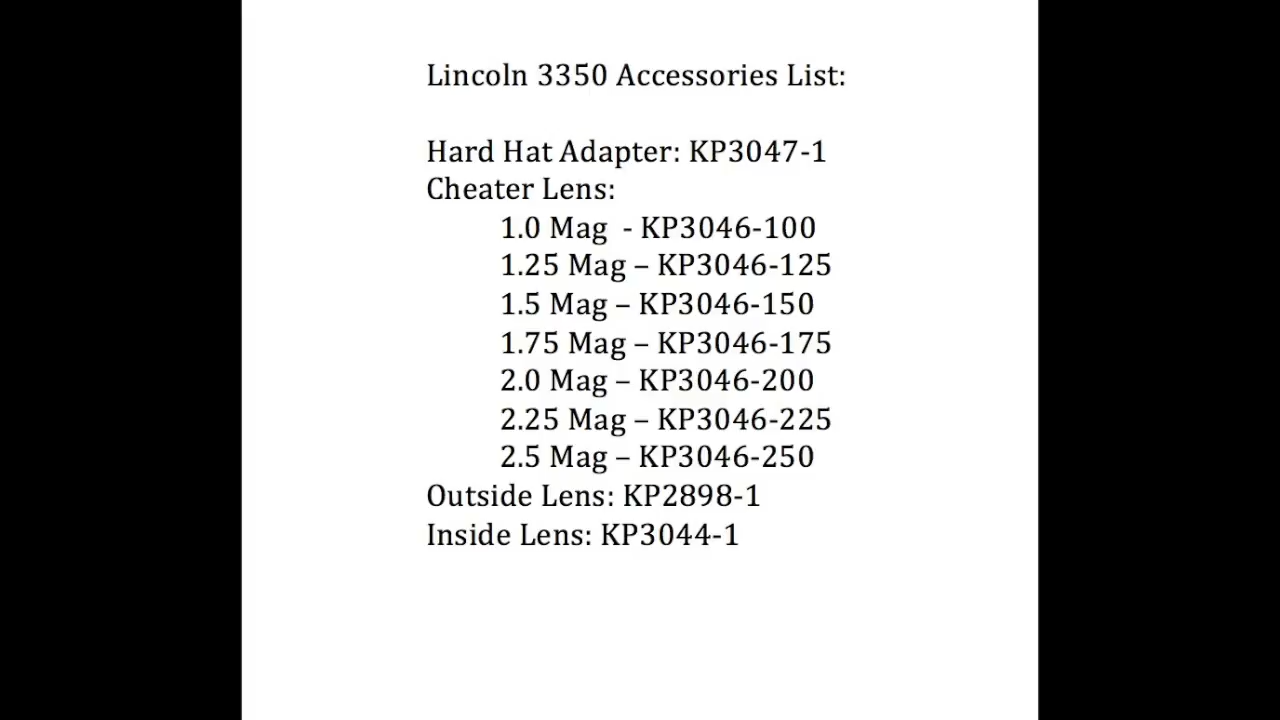 Lincoln 3350 Accessories List:
Hard Hat Adapter: KP3047-1
Cheater Lens:
1.0 Mag  - KP3046-100
1.25 Mag – KP3046-125
1.5 Mag – KP3046-150
1.75 Mag – KP3046-175
2.0 Mag – KP3046-200
2.25 Mag – KP3046-225
2.5 Mag – KP3046-250
Outside Lens: KP2898-1
Inside Lens: KP3044-1